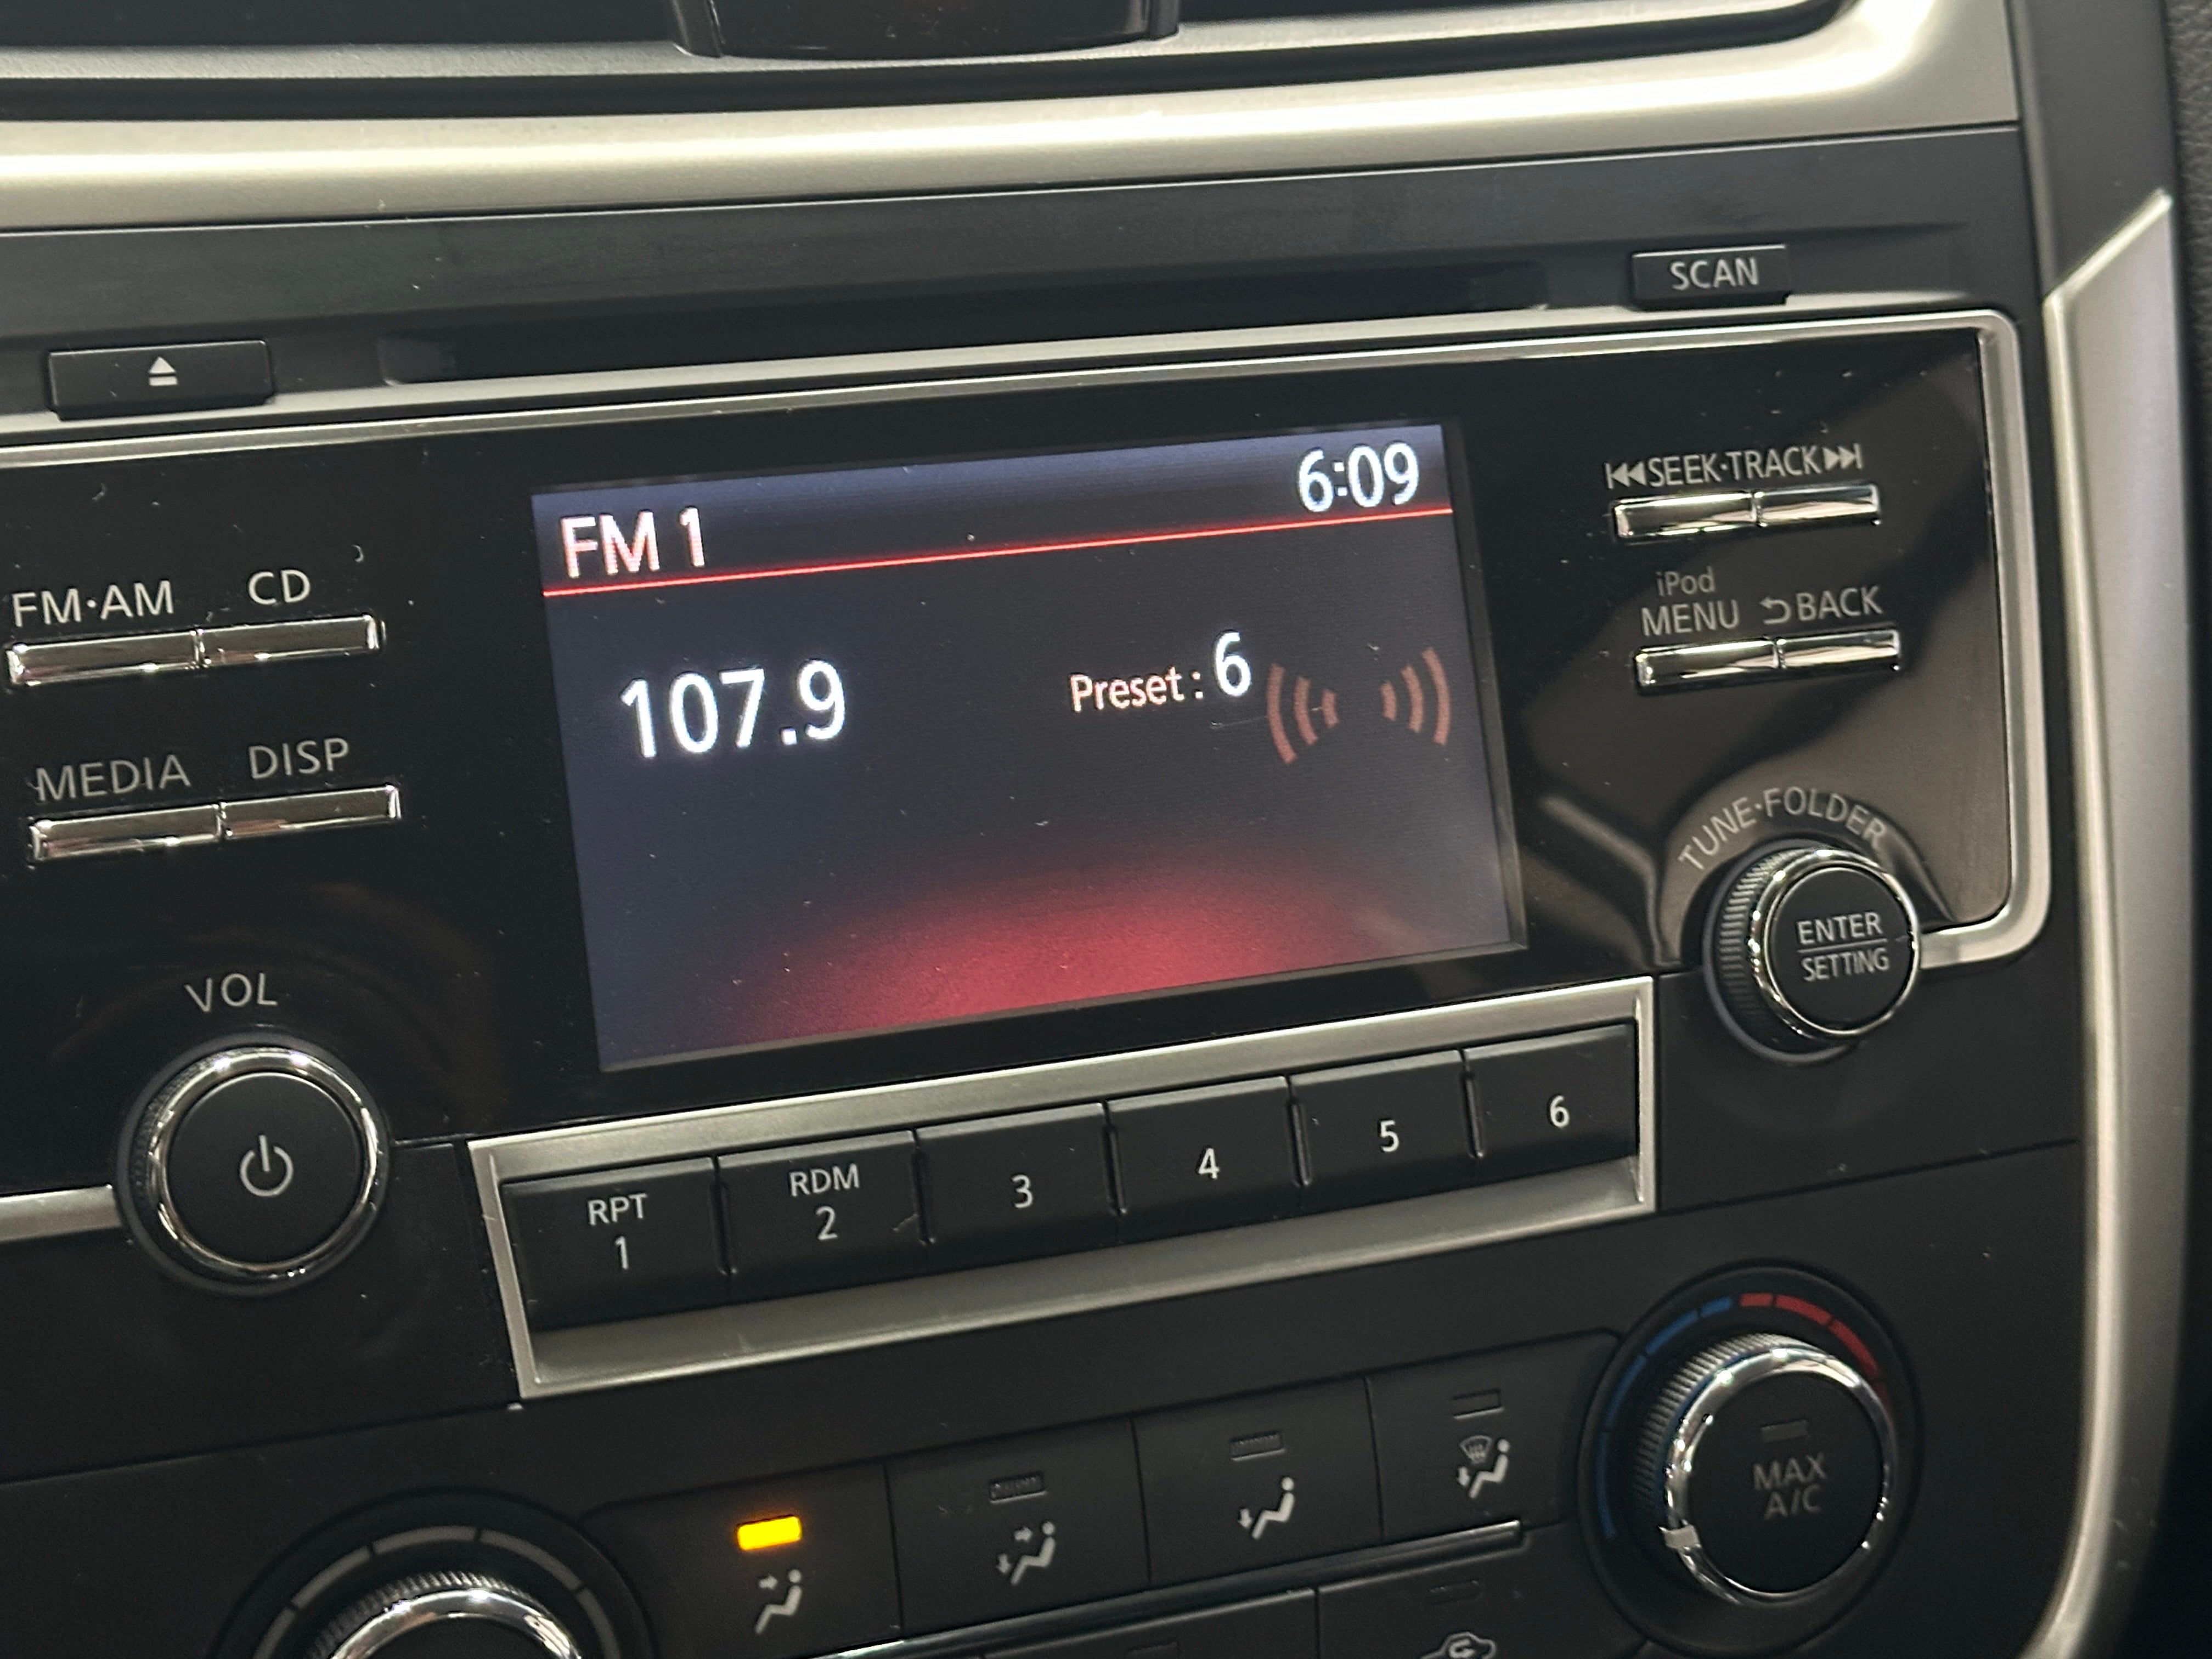 SCAN
FM 1
6:09
107.9
Preset : 6
FM·AM
CD
MEDIA
DISP
VOL
SEEK·TRACK
iPod
MENU
BACK
TUNE·FOLDER
ENTER
SETTING
RPT
1
RDM
2
3
4
5
6
MAX
A/C